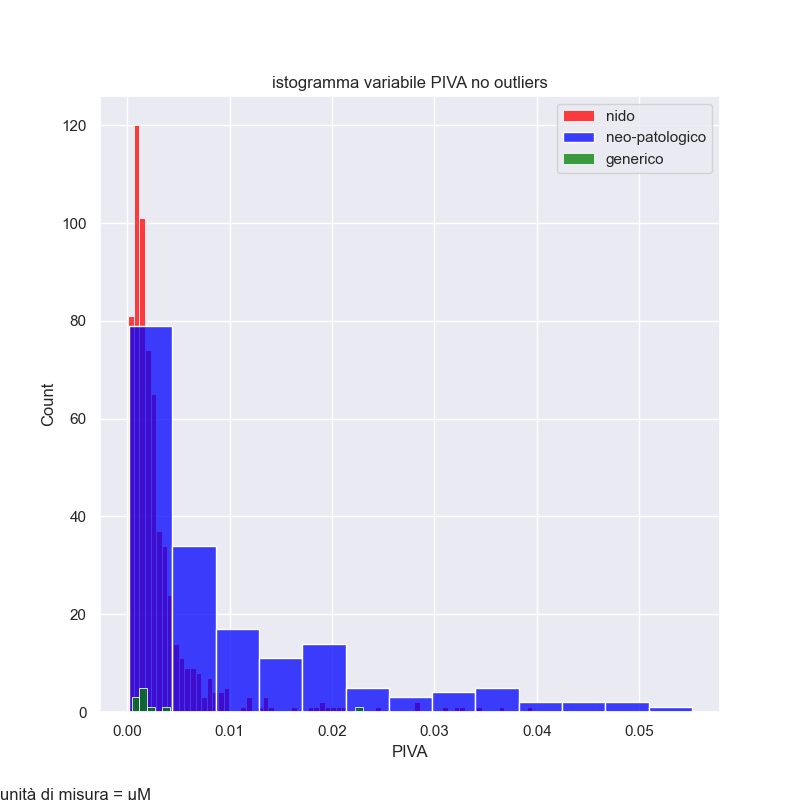 istogramma variabile PIVA no outliers
nido
neo-patologico
generico
120
100
80
60
40
20
0
Count
0.00 0.01 0.02 0.03 0.04 0.05
PIVA
unità di misura = µM